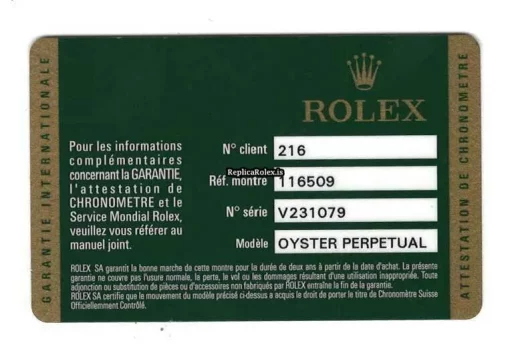 GARANTIE INTERNATIONALE
ROLEX
Pour les informations
complémentaires
concernant la GARANTIE,
l'attestation de
CHRONOMETRE et le
Service Mondial Rolex,
veuillez vous référer au
manuel joint.
N° client 216
ReplicaRolex.is
Réf. montre 116509
N° série V231079
Modèle OYSTER PERPETUAL
ATTESTATION DE CHRONOMETRE
ROLEX SA garantit la bonne marche de cette montre pour la durée de deux ans à partir de la date d'achat. La présente
garantie ne couvre pas l'usure normale, la perte, le vol ou les dommages résultant d'une utilisation inappropriée. Toute
adjonction ou substitution de pièces ou d'accessoires non fabriqués par ROLEX entraîne la fin de la garantie.
ROLEX SA certifie que le mouvement du modèle précisé ci-dessus a acquis le droit de porter le titre de Chronomètre Suisse
Officiellement Contrôlé.